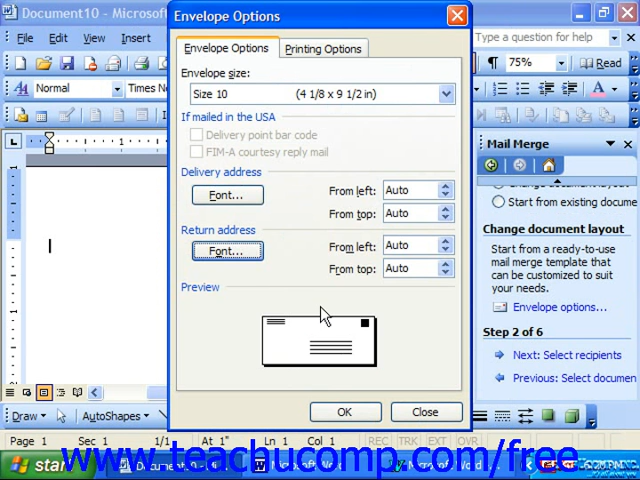 Document10 - Microsof
File Edit View Insert
Type a question for help
75% Read
Normal Times Ne
Envelope Options
Envelope Options Printing Options
Envelope size:
Size 10 (4 1/8 x 9 1/2 in)
If mailed in the USA
Delivery point bar code
FIM-A courtesy reply mail
Delivery address
Font... From left: Auto
From top: Auto
Return address
Font... From left: Auto
From top: Auto
Preview
OK Close
Mail Merge
Start from existing docume
Change document layout
Start from a ready-to-use
mail merge template that
can be customized to suit
your needs.
Envelope options...
Step 2 of 6
Next: Select recipients
Previous: Select documen
Draw AutoShapes
Page 1 Sec 1 1/1 At 1" Ln 1 Col 1 REC TRK EXT OVR
start
www.teachucomp.com/free